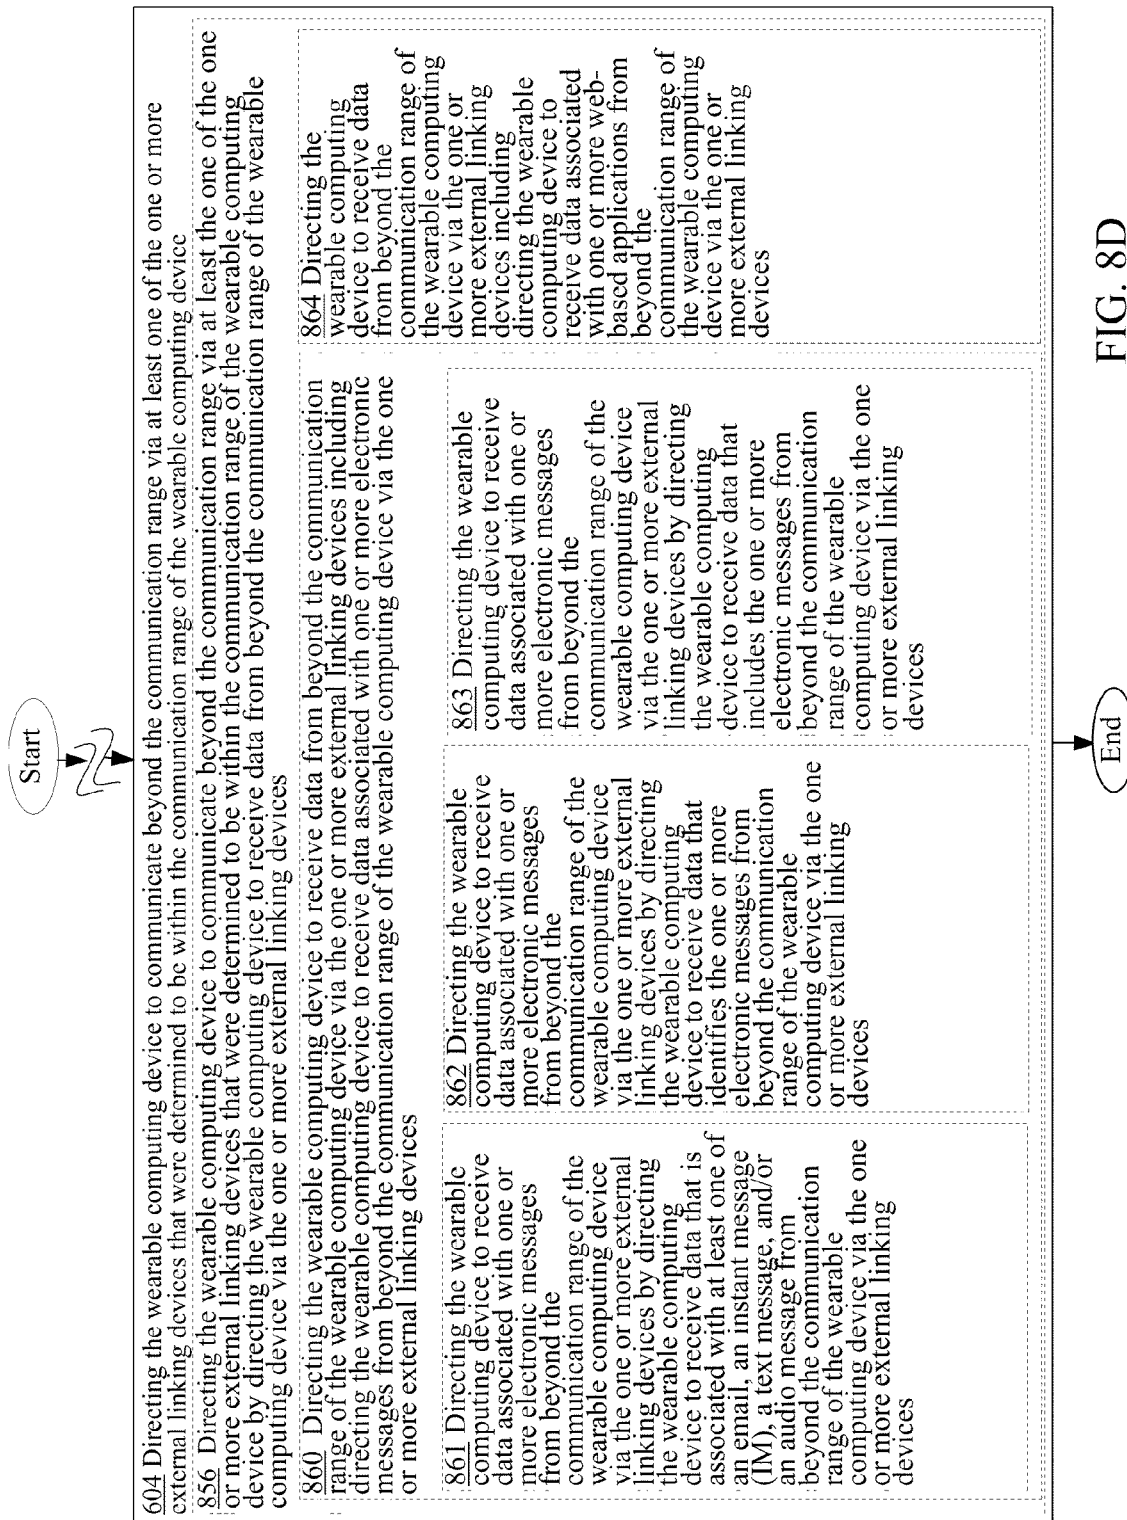 Start
604 Directing the wearable computing device to communicate beyond the communication range via at least one of the one or more
external linking devices that were determined to be within the communication range of the wearable computing device
856 Directing the wearable computing device to communicate beyond the communication range via at least the one of the one
or more external linking devices that were determined to be within the communication range of the wearable computing
device by directing the wearable computing device to receive data from beyond the communication range of the wearable
computing device via the one or more external linking devices
860 Directing the wearable computing device to receive data from beyond the communication
range of the wearable computing device via the one or more external linking devices including
directing the wearable computing device to receive data associated with one or more electronic
messages from beyond the communication range of the wearable computing device via the one
or more external linking devices
861 Directing the wearable
computing device to receive
data associated with one or
more electronic messages
from beyond the
communication range of the
wearable computing device
via the one or more external
linking devices by directing
the wearable computing
device to receive data that is
associated with at least one of
an email, an instant message
(IM), a text message, and/or
an audio message from
beyond the communication
range of the wearable
computing device via the one
or more external linking
devices
862 Directing the wearable
computing device to receive
data associated with one or
more electronic messages
from beyond the
communication range of the
wearable computing device
via the one or more external
linking devices by directing
the wearable computing
device to receive data that
identifies the one or more
electronic messages from
beyond the communication
range of the wearable
computing device via the one
or more external linking
devices
863 Directing the wearable
computing device to receive
data associated with one or
more electronic messages
from beyond the
communication range of the
wearable computing device
via the one or more external
linking devices by directing
the wearable computing
device to receive data that
includes the one or more
electronic messages from
beyond the communication
range of the wearable
computing device via the one
or more external linking
devices
864 Directing the
wearable computing
device to receive data
from beyond the
communication range of
the wearable computing
device via the one or
more external linking
devices including
directing the wearable
computing device to
receive data associated
with one or more web-
based applications from
beyond the
communication range of
the wearable computing
device via the one or
more external linking
devices
End
FIG. 8D